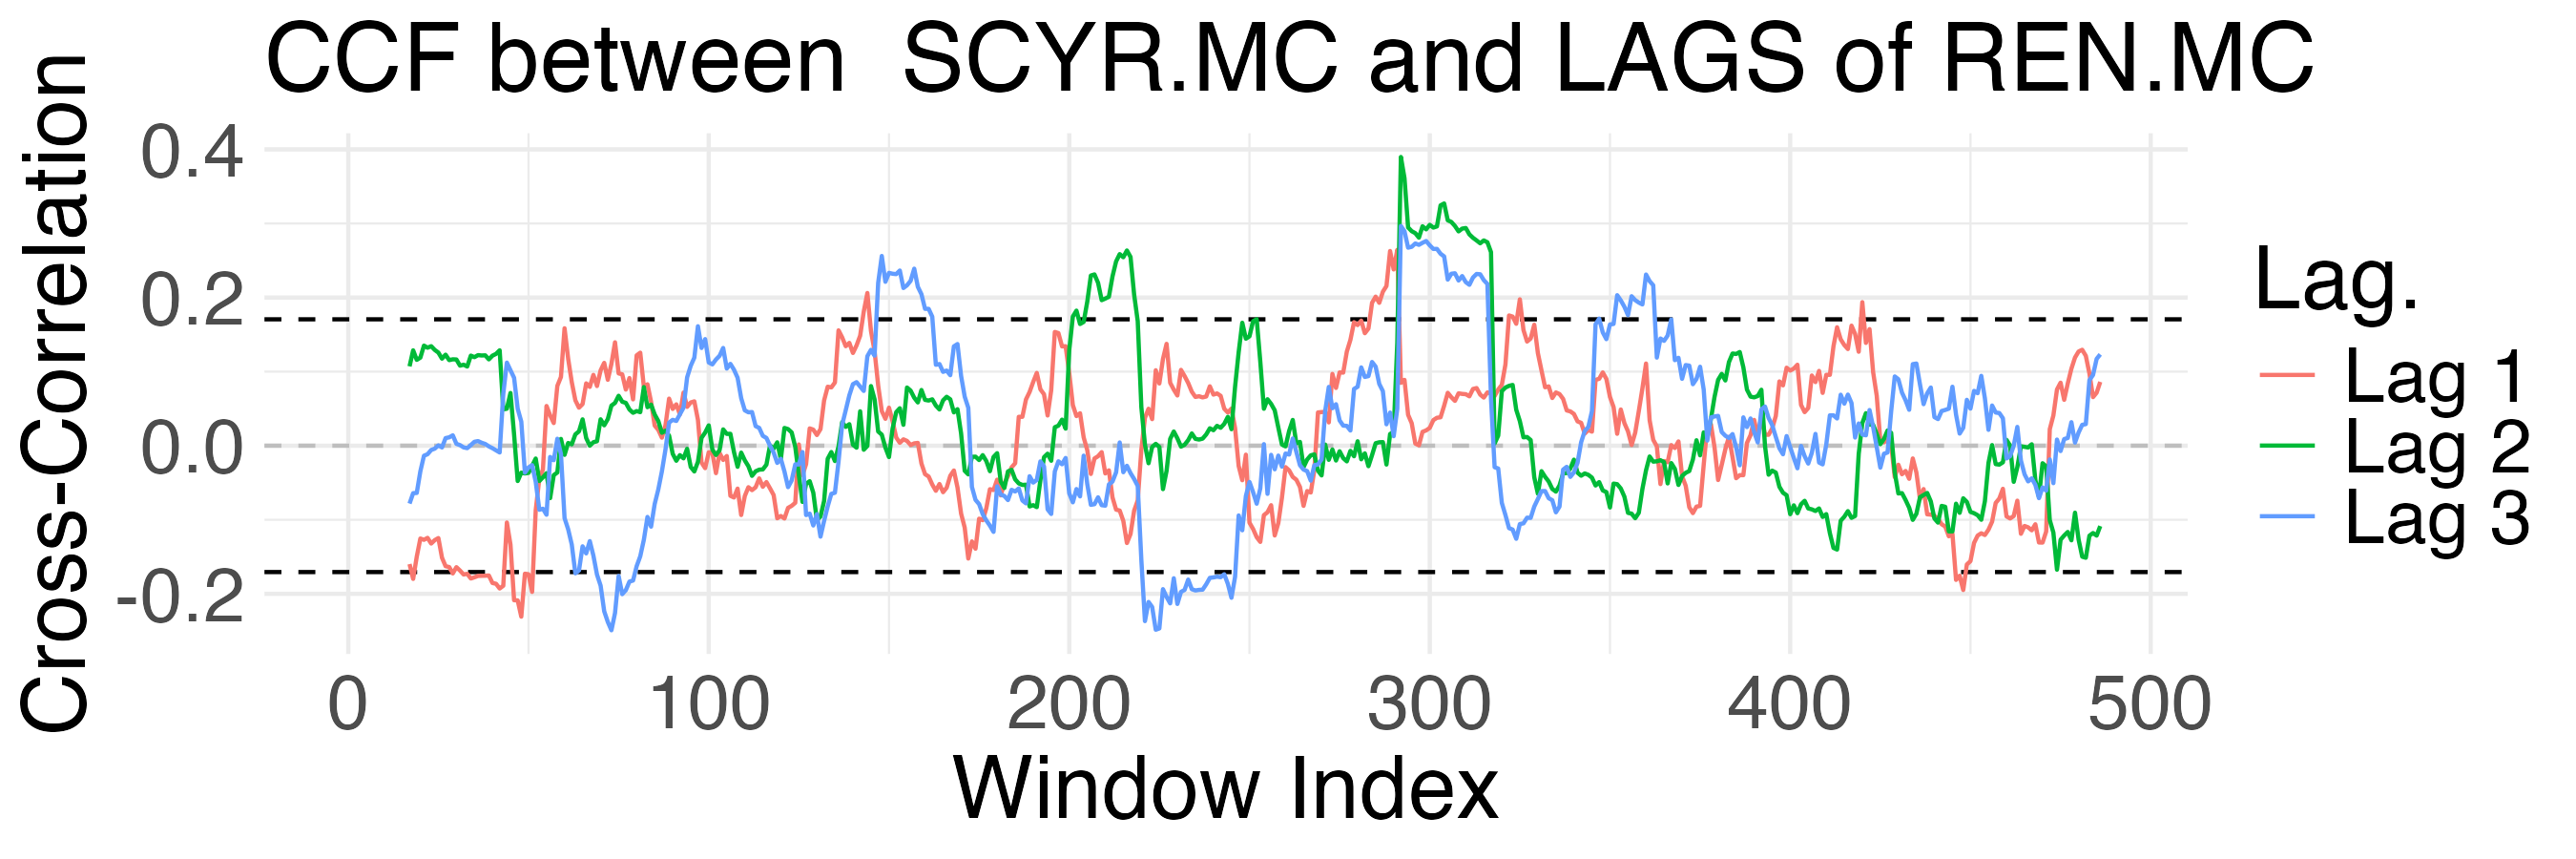 CCF between  SCYR.MC and LAGS of REN.MC
Cross-Correlation
0.4
0.2
0.0
-0.2
0 100 200 300 400 500
Window Index
Lag.
Lag 1
Lag 2
Lag 3